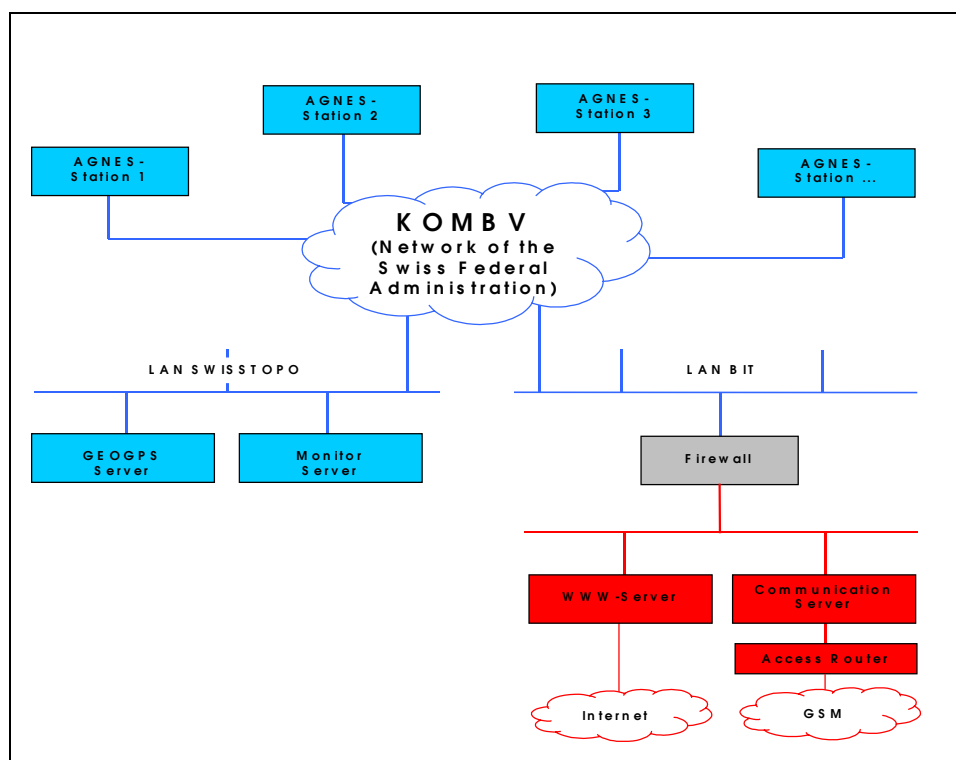 AGNES-
Station 1
AGNES-
Station 2
AGNES-
Station 3
AGNES-
Station ...
KOMBV
(Network of the
Swiss Federal
Administration)
LAN SWISSTOPO
LAN BIT
GEOGPS
Server
Monitor
Server
Firewall
WWW-Server
Communication
Server
Access Router
Internet
GSM